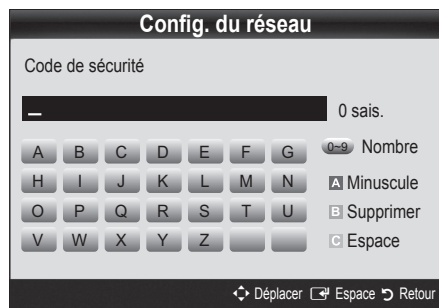 Config. du réseau
Code de sécurité
0 sais.
A B C D E F G 0~9 Nombre
H I J K L M N A Minuscule
O P Q R S T U B Supprimer
V W X Y Z C Espace
Déplacer Espace Retour